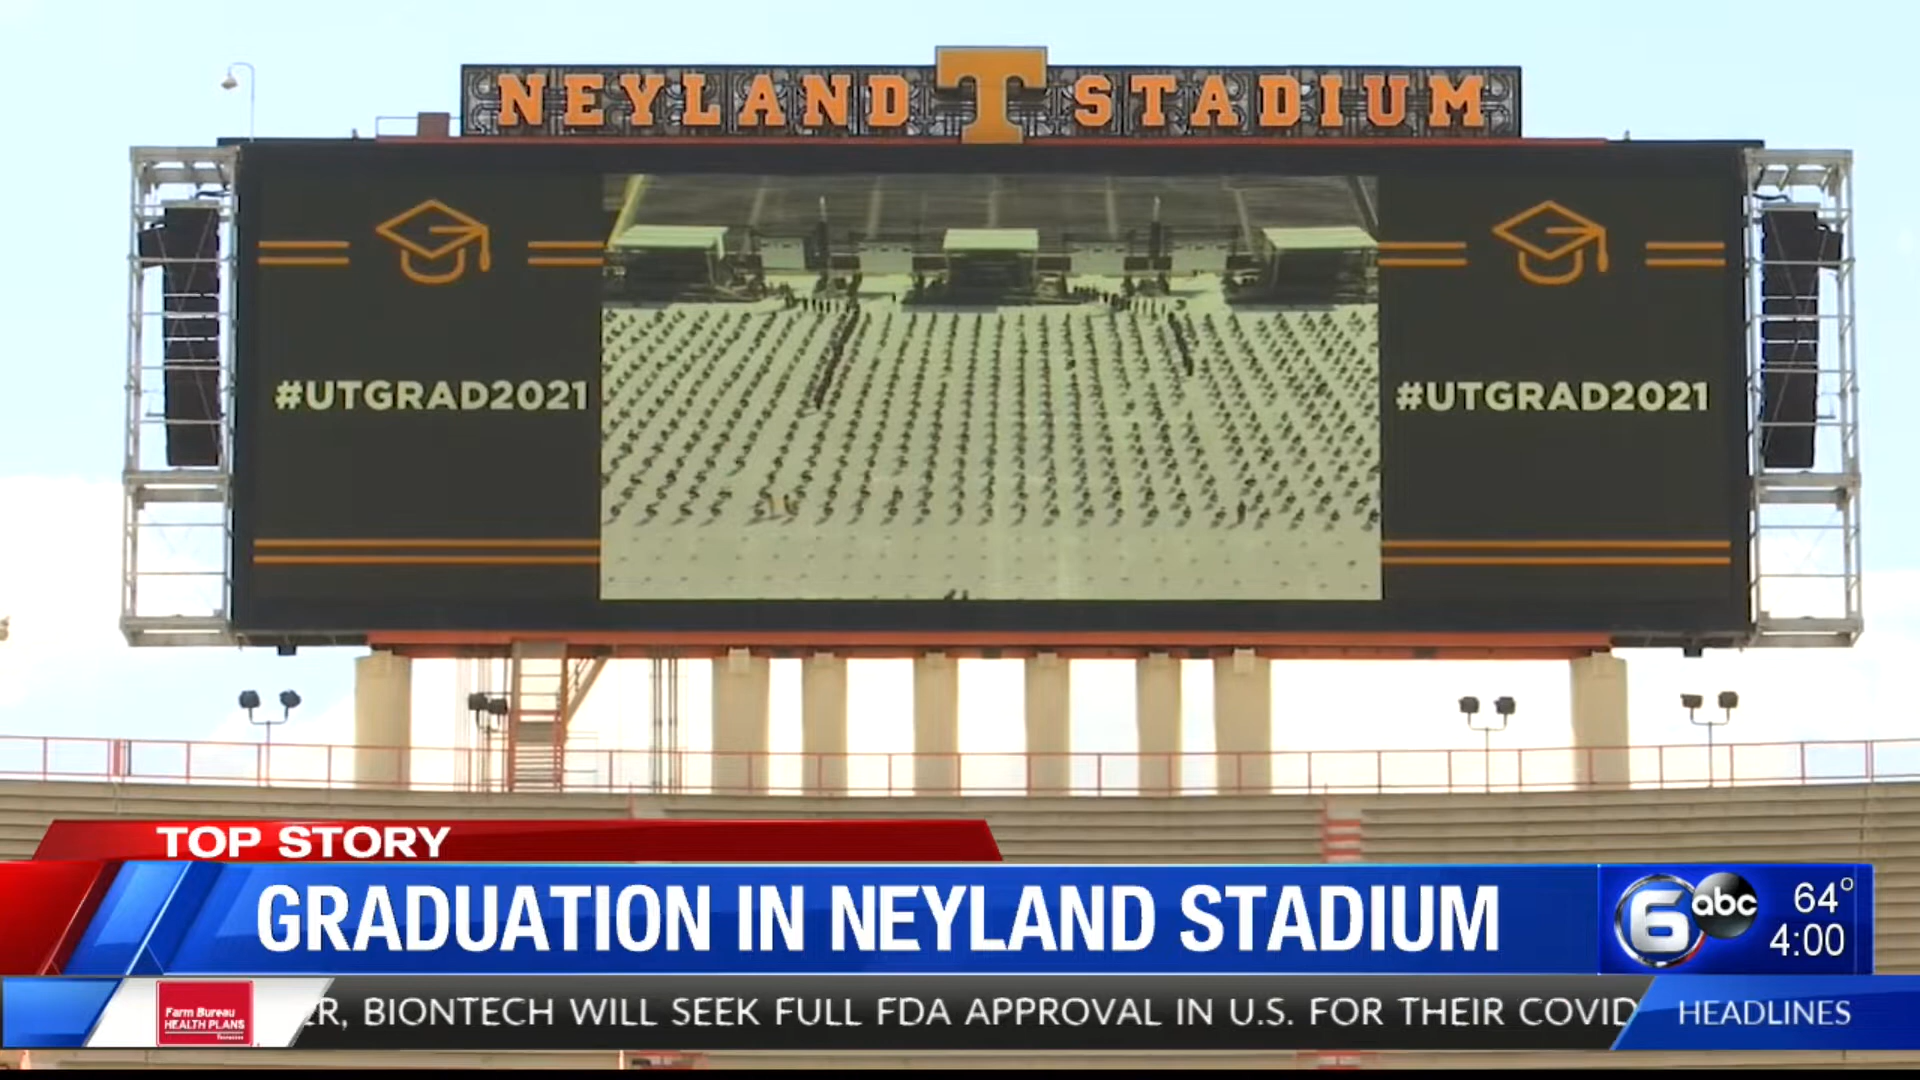 NEYLAND T STADIUM
#UTGRAD2021
#UTGRAD2021
TOP STORY
GRADUATION IN NEYLAND STADIUM
6 abc
64°
4:00
Farm Bureau
HEALTH PLANS
ER, BIONTECH WILL SEEK FULL FDA APPROVAL IN U.S. FOR THEIR COVID
HEADLINES